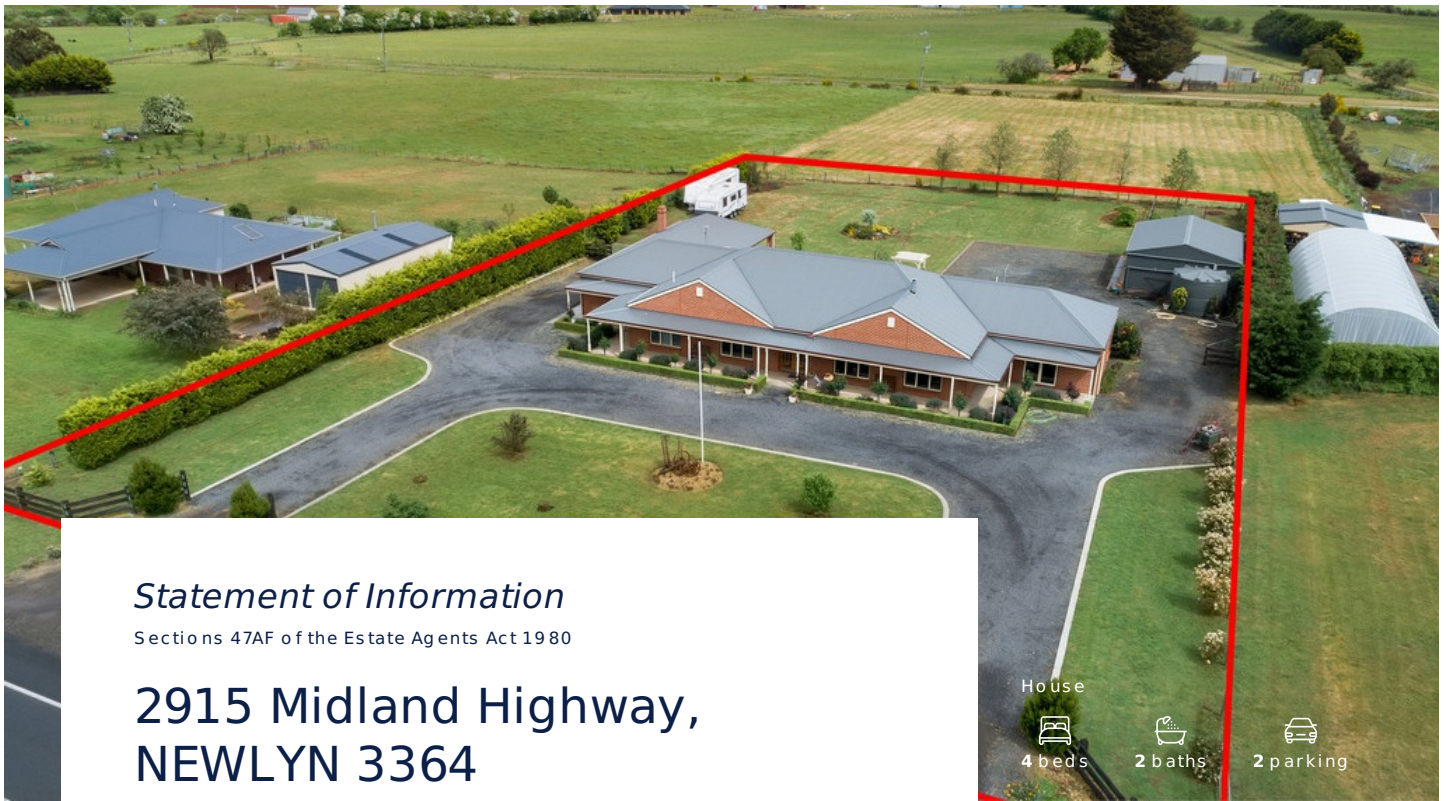 Statement of Information
Sections 47AF of the Estate Agents Act 1980
2915 Midland Highway,
NEWLYN 3364
House
4 beds 2 baths 2 parking